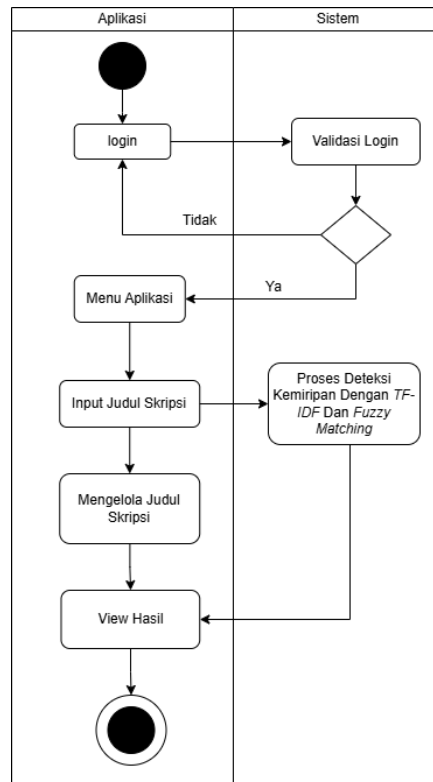 Aplikasi
Sistem
login
Validasi Login
Tidak
Ya
Menu Aplikasi
Input Judul Skripsi
Proses Deteksi
Kemiripan Dengan TF-
IDF Dan Fuzzy
Matching
Mengelola Judul
Skripsi
View Hasil